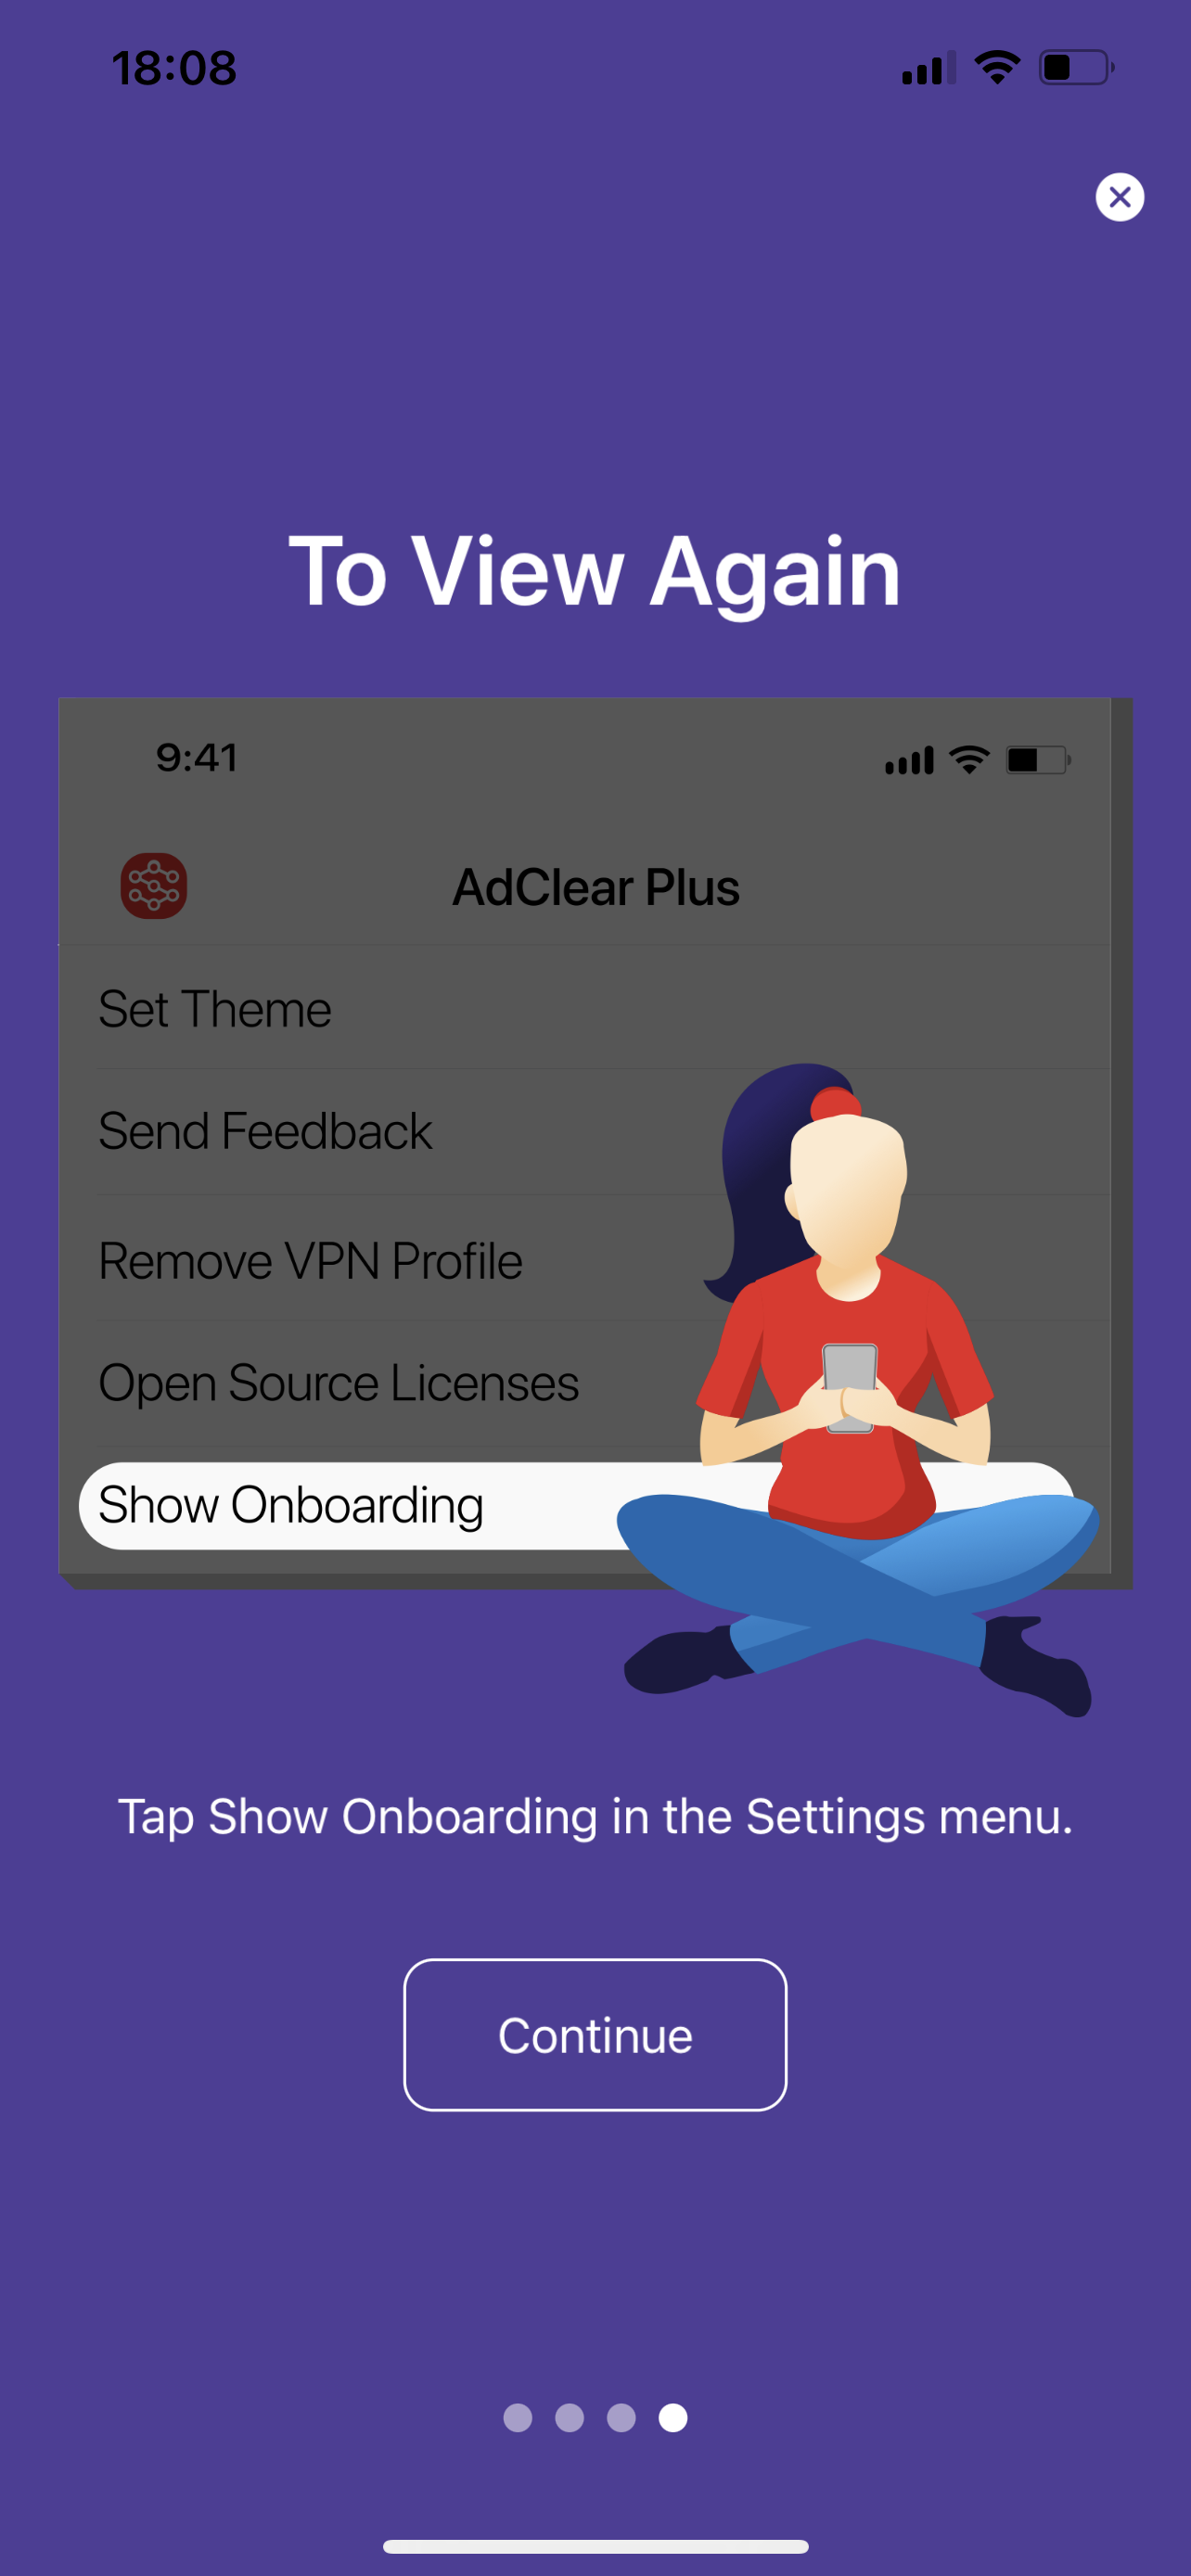 18:08
To View Again
9:41
AdClear Plus
Set Theme
Send Feedback
Remove VPN Profile
Open Source Licenses
Show Onboarding
Tap Show Onboarding in the Settings menu.
Continue